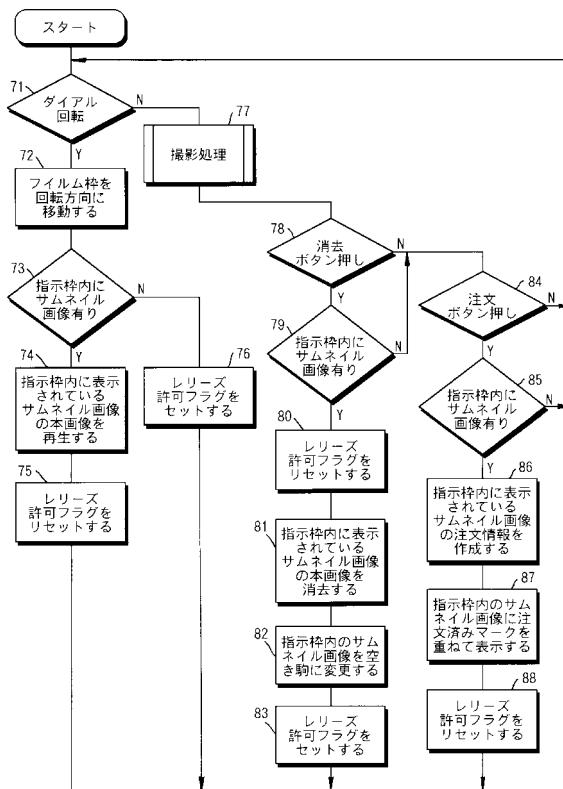 スタート
71
ダイアル
回転
N
Y
72
フイルム枠を
回転方向に
移動する
73
指示枠内に
サムネイル
画像有り
N
Y
74
指示枠内に表示
されている
サムネイル画像
の本画像を
再生する
75
レリーズ
許可フラグを
リセットする
76
レリーズ
許可フラグを
セットする
77
撮影処理
78
消去
ボタン押し
N
Y
79
指示枠内に
サムネイル
画像有り
N
Y
80
レリーズ
許可フラグを
リセットする
81
指示枠内に表示
されている
サムネイル画像
の本画像を
消去する
82
指示枠内のサム
ネイル画像を空
き駒に変更する
83
レリーズ
許可フラグを
セットする
84
注文
ボタン押し
N
Y
85
指示枠内に
サムネイル
画像有り
N
Y
86
指示枠内に表示
されている
サムネイル画像
の注文情報を
作成する
87
指示枠内のサム
ネイル画像に注
文済みマークを
重ねて表示する
88
レリーズ
許可フラグを
リセットする